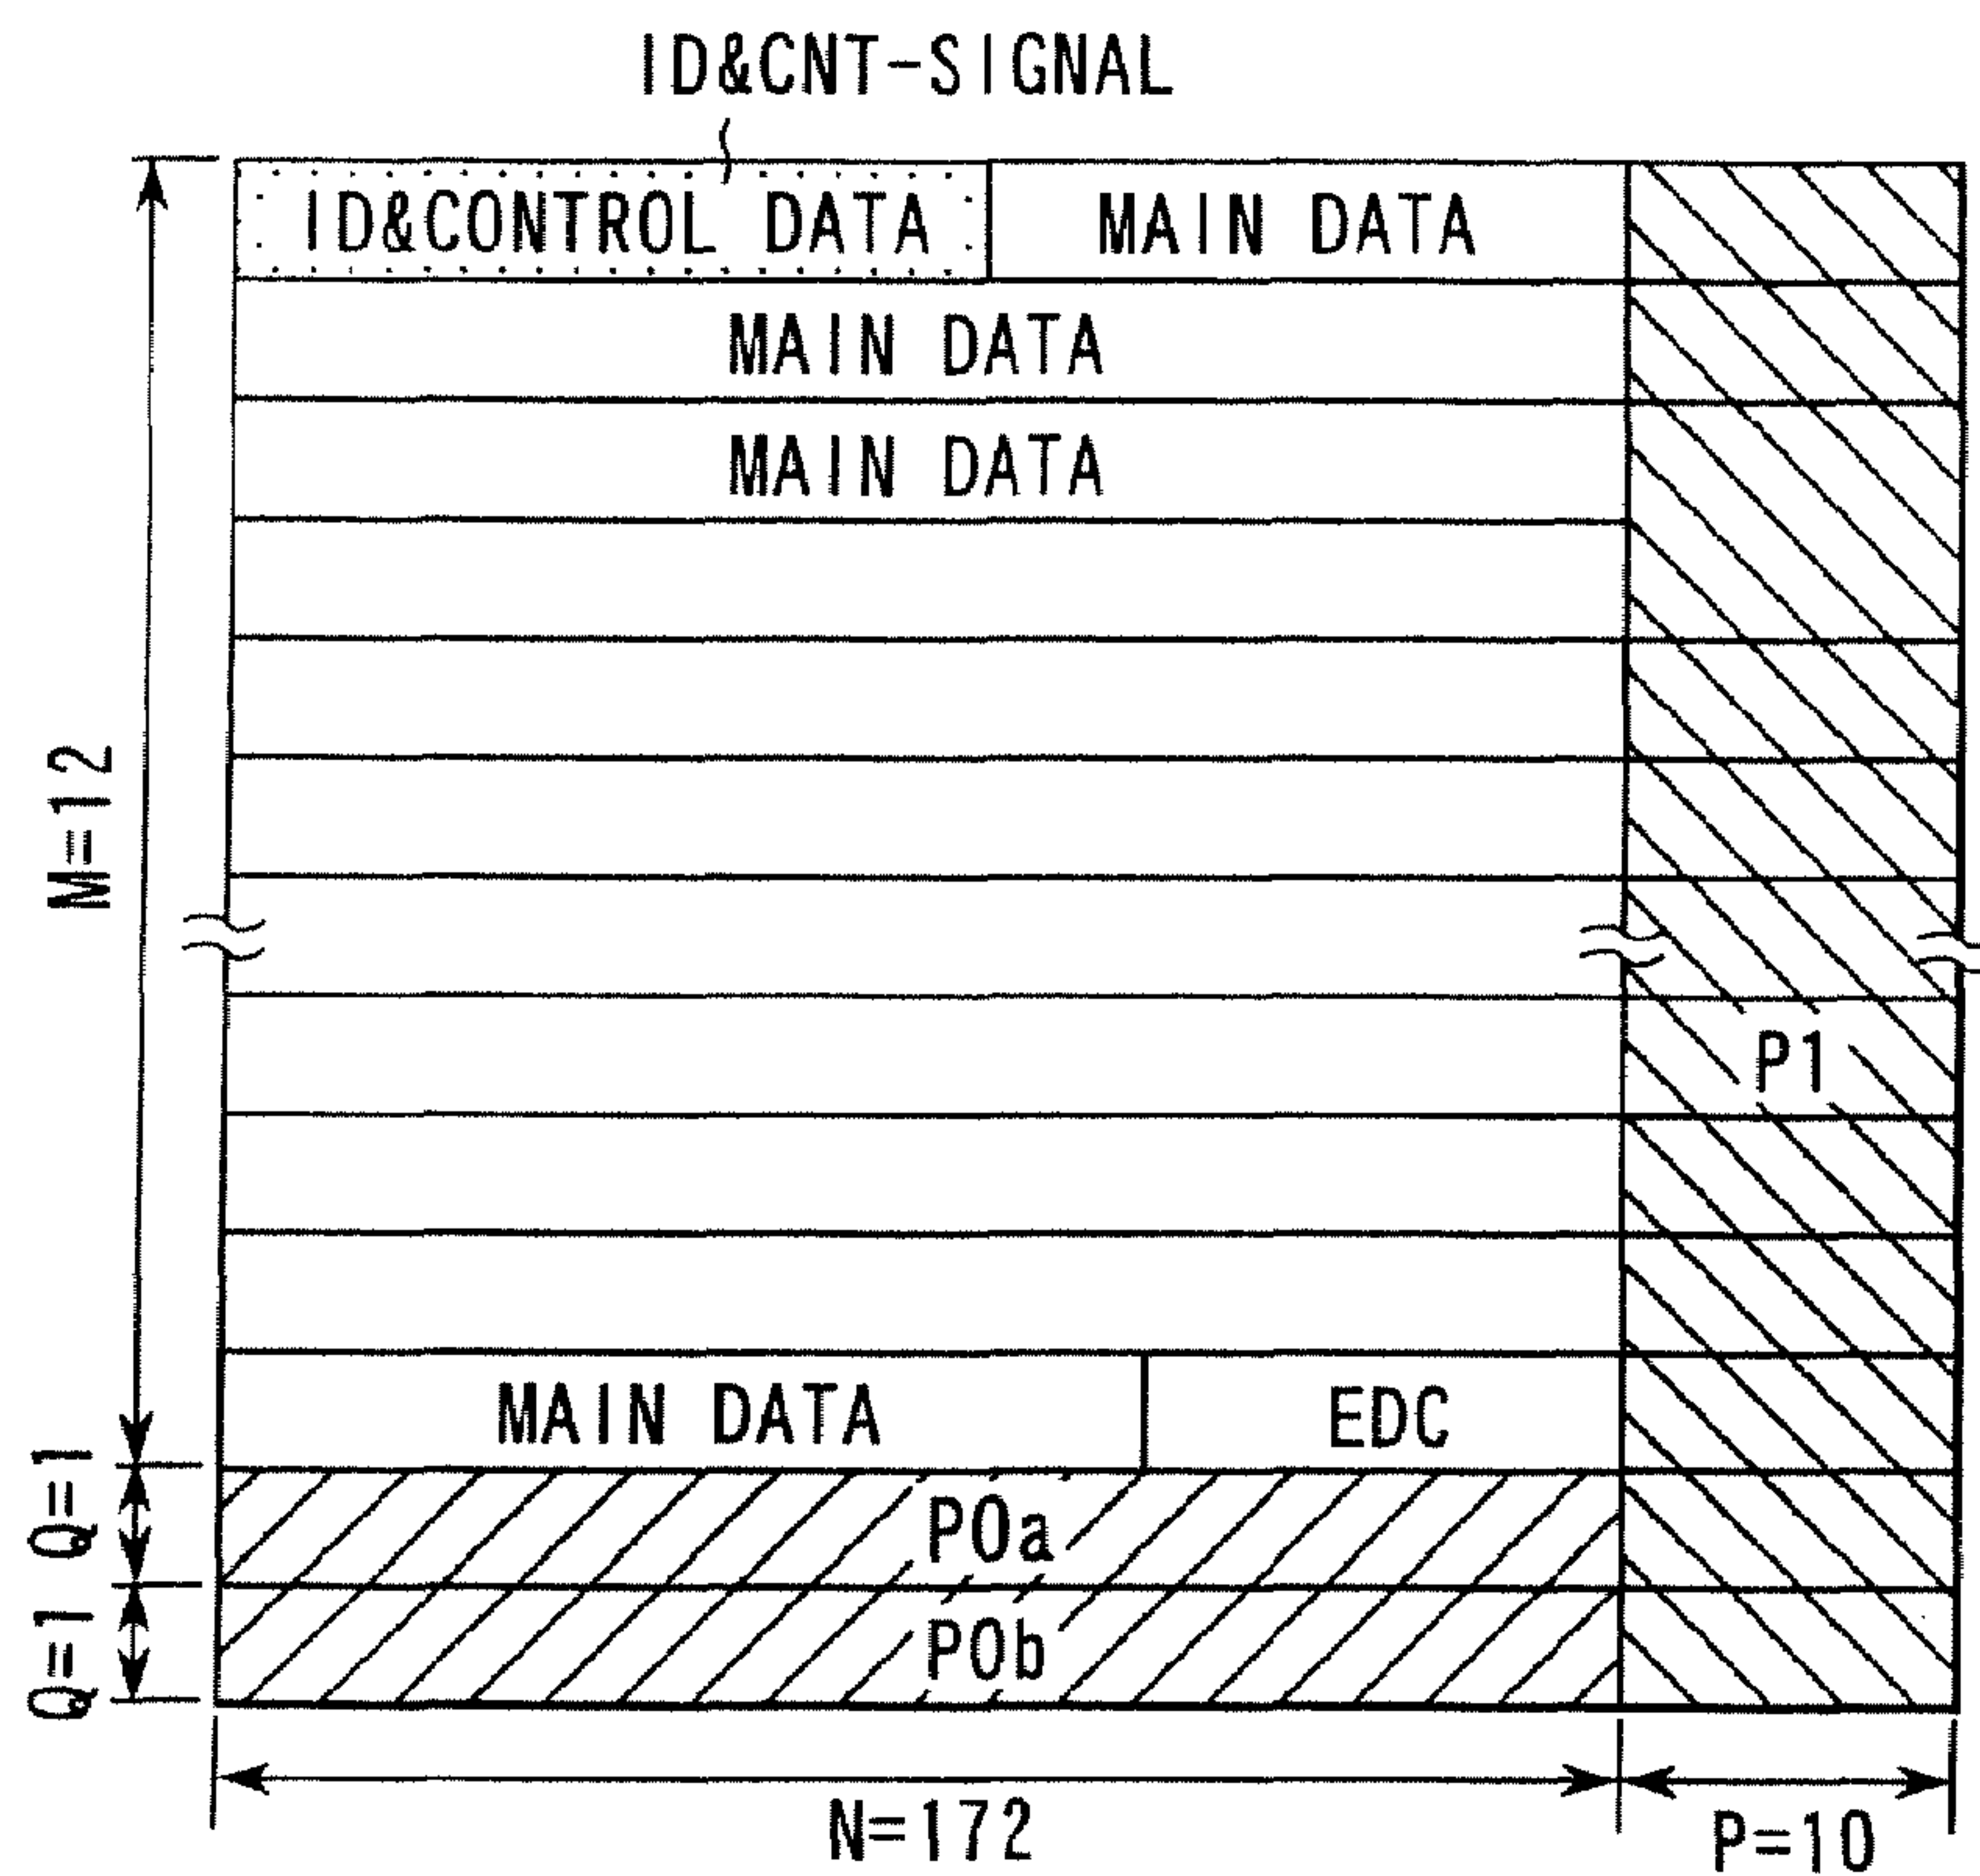 ID&CNT-SIGNAL
ID&CONTROL DATA MAIN DATA
MAIN DATA
MAIN DATA
M=12
P1
MAIN DATA EDC
Q=1 POa
Q=1 POb
N=172
P=10